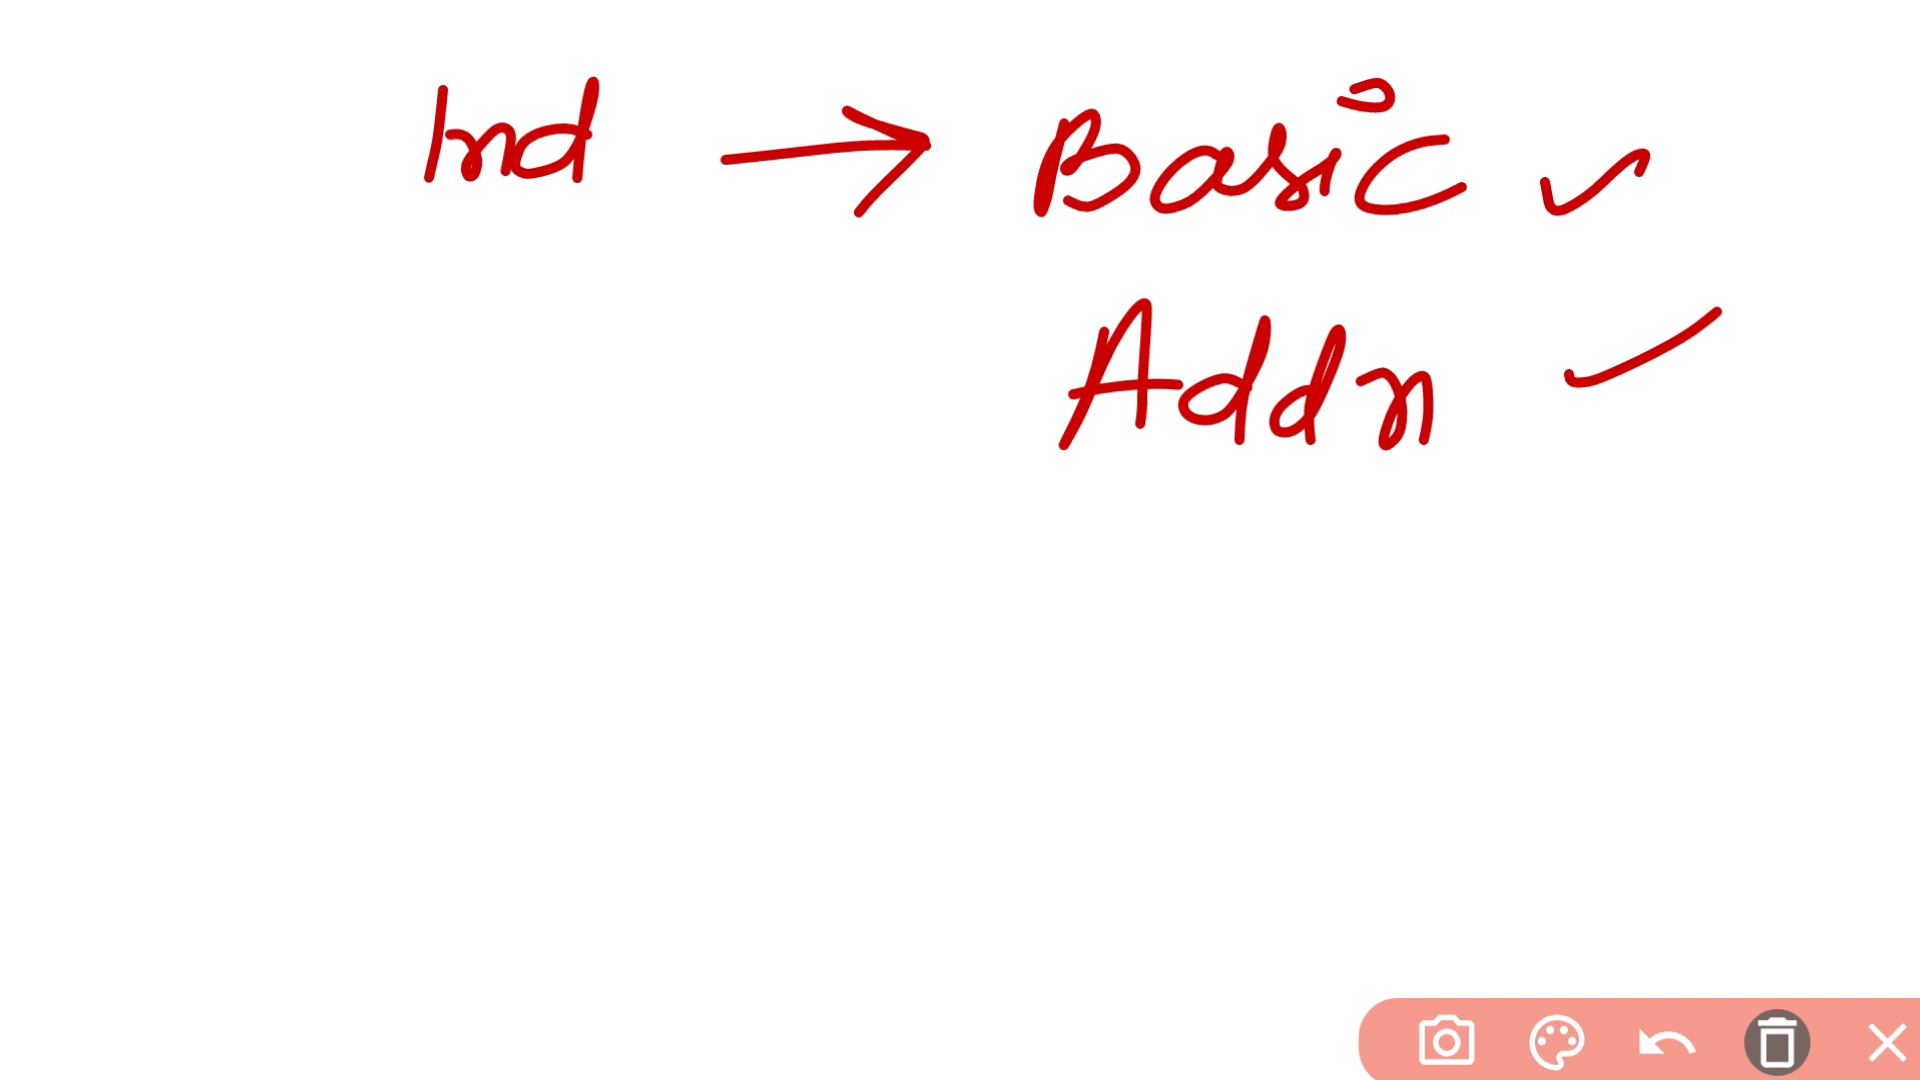 Ind → Basic ✓
Addn ✓